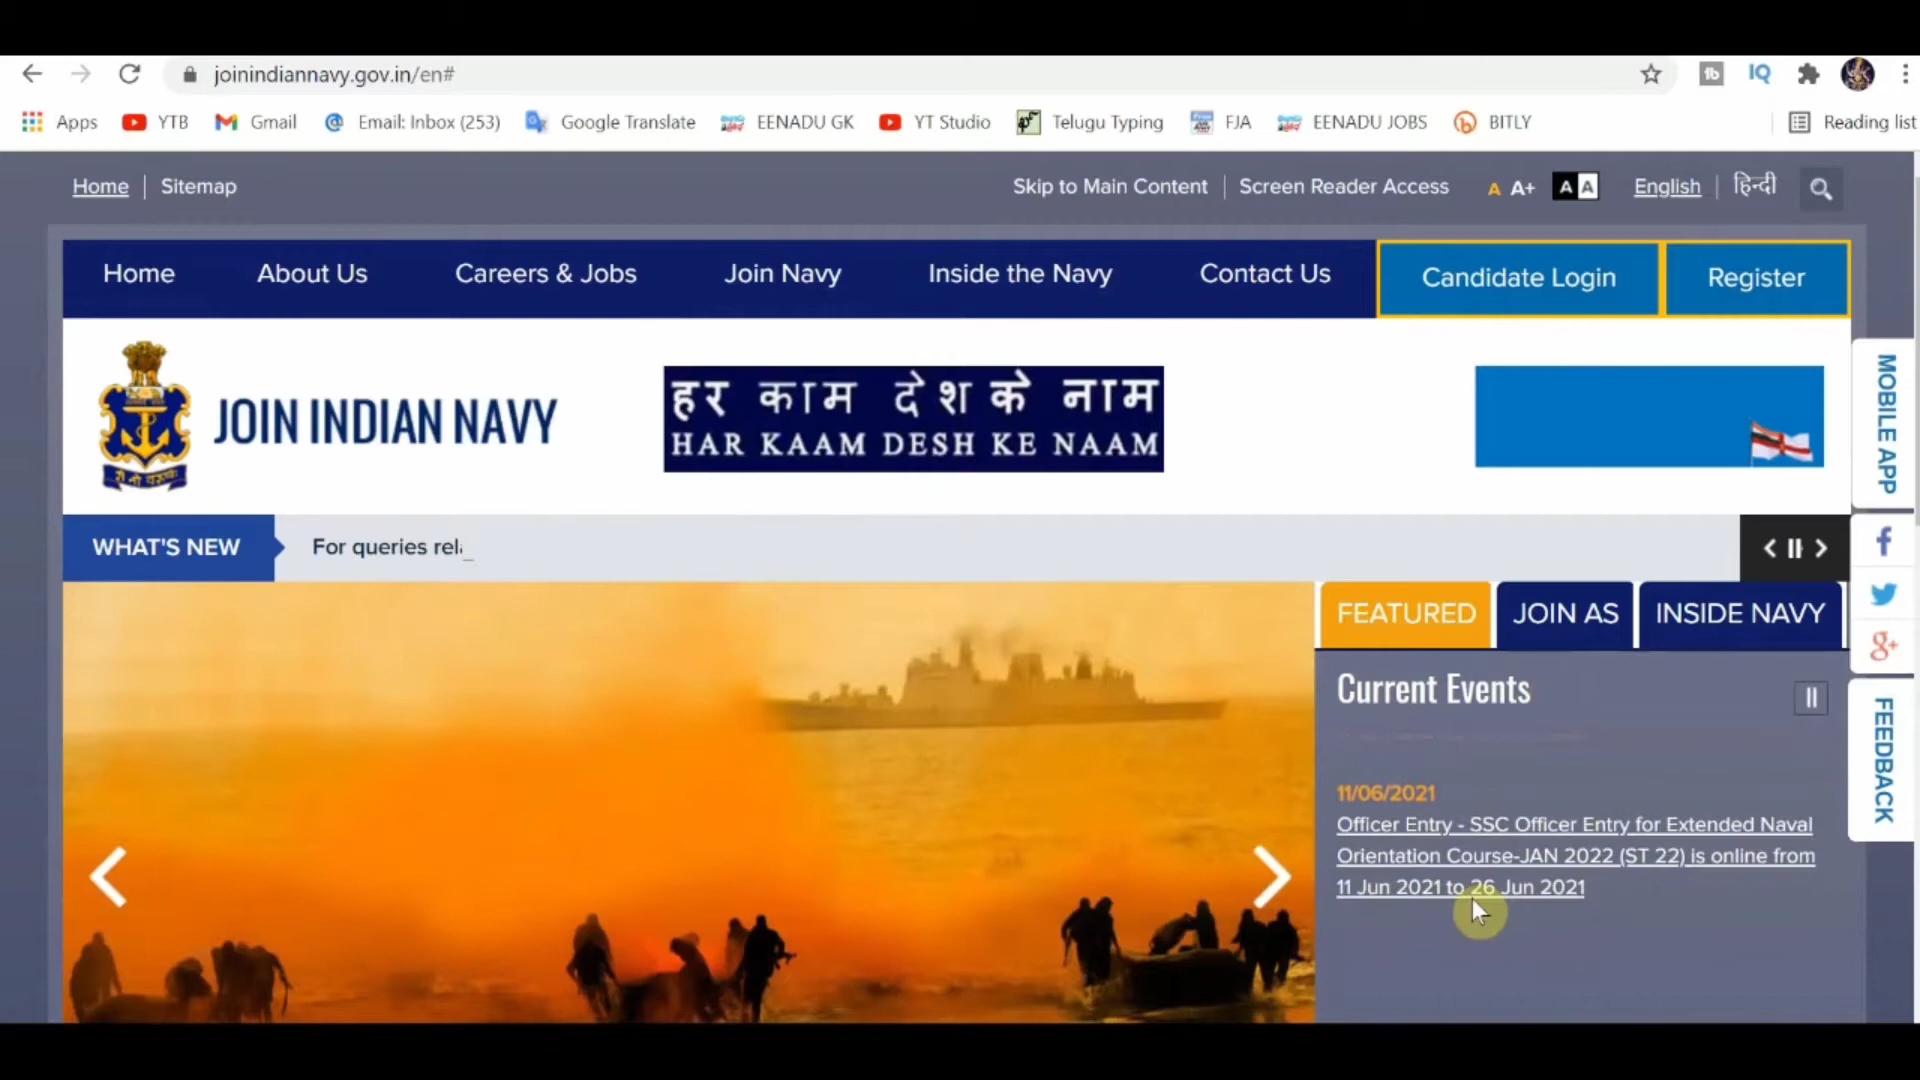 joinindiannavy.gov.in/en#
Apps YTB Gmail Email: Inbox (253) Google Translate EENADU GK YT Studio Telugu Typing FJA EENADU JOBS BITLY Reading list
Home Sitemap Skip to Main Content Screen Reader Access A A+ A A English हिन्दी
Home About Us Careers & Jobs Join Navy Inside the Navy Contact Us Candidate Login Register
JOIN INDIAN NAVY
हर काम देश के नाम
HAR KAAM DESH KE NAAM
MOBILE APP
WHAT'S NEW For queries rel
FEATURED JOIN AS INSIDE NAVY
Current Events
11/06/2021
Officer Entry - SSC Officer Entry for Extended Naval
Orientation Course-JAN 2022 (ST 22) is online from
11 Jun 2021 to 26 Jun 2021
FEEDBACK